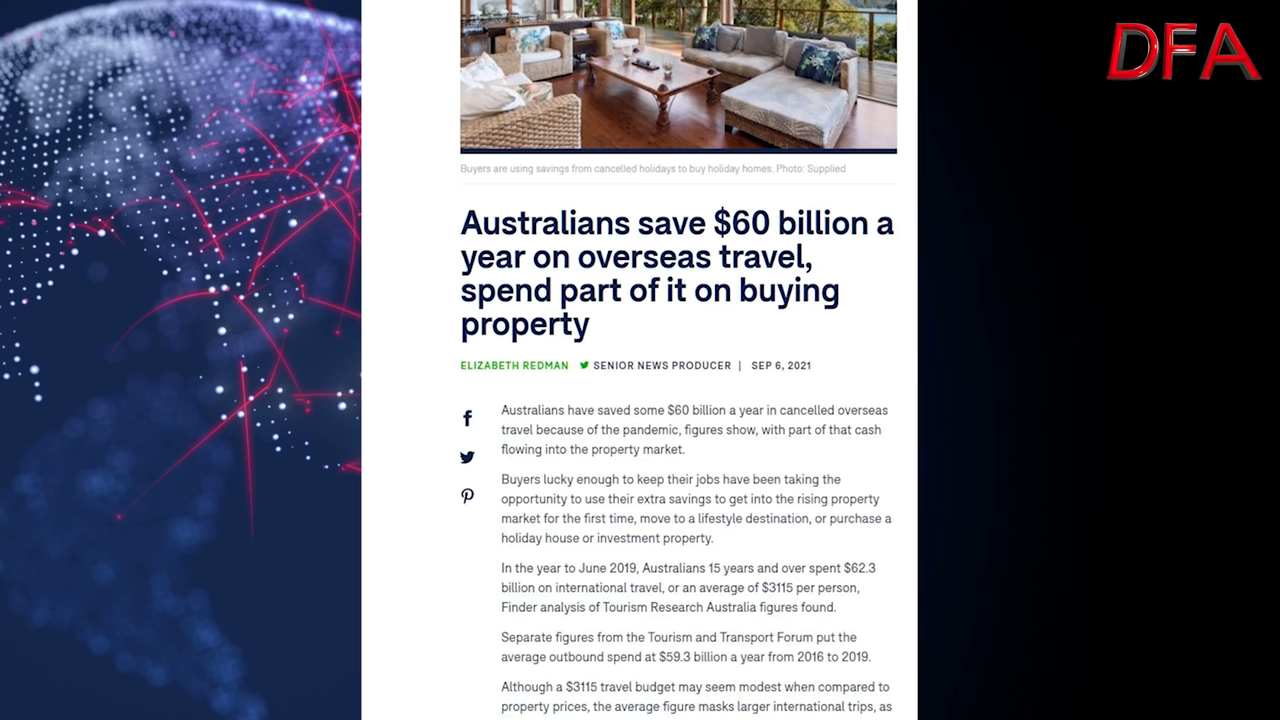 DFA
Buyers are using savings from cancelled holidays to buy holiday homes. Photo: Supplied
Australians save $60 billion a
year on overseas travel,
spend part of it on buying
property
ELIZABETH REDMAN SENIOR NEWS PRODUCER | SEP 6, 2021
Australians have saved some $60 billion a year in cancelled overseas
travel because of the pandemic, figures show, with part of that cash
flowing into the property market.
Buyers lucky enough to keep their jobs have been taking the
opportunity to use their extra savings to get into the rising property
market for the first time, move to a lifestyle destination, or purchase a
holiday house or investment property.
In the year to June 2019, Australians 15 years and over spent $62.3
billion on international travel, or an average of $3115 per person,
Finder analysis of Tourism Research Australia figures found.
Separate figures from the Tourism and Transport Forum put the
average outbound spend at $59.3 billion a year from 2016 to 2019.
Although a $3115 travel budget may seem modest when compared to
property prices, the average figure masks larger international trips, as